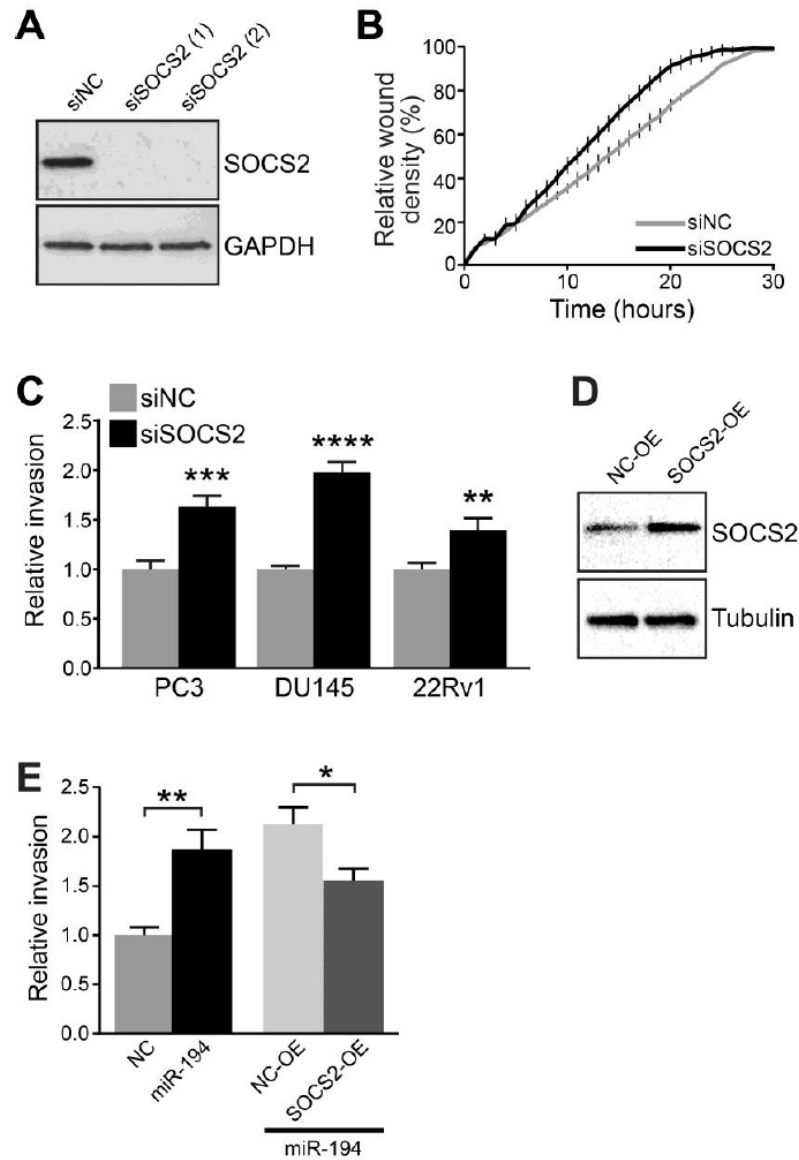 A
siNC
siSOCS2 (1)
siSOCS2 (2)
SOCS2
GAPDH
B
Relative wound
density (%)
100
80
60
40
20
0
0
10
20
30
Time (hours)
siNC
siSOCS2
C
siNC
siSOCS2
Relative invasion
2.5
2.0
1.5
1.0
0.5
0.0
***
****
**
PC3
DU145
22Rv1
D
NC-OE
SOCS2-OE
SOCS2
Tubulin
E
Relative invasion
2.5
2.0
1.5
1.0
0.5
0.0
**
*
NC
miR-194
NC-OE
SOCS2-OE
miR-194